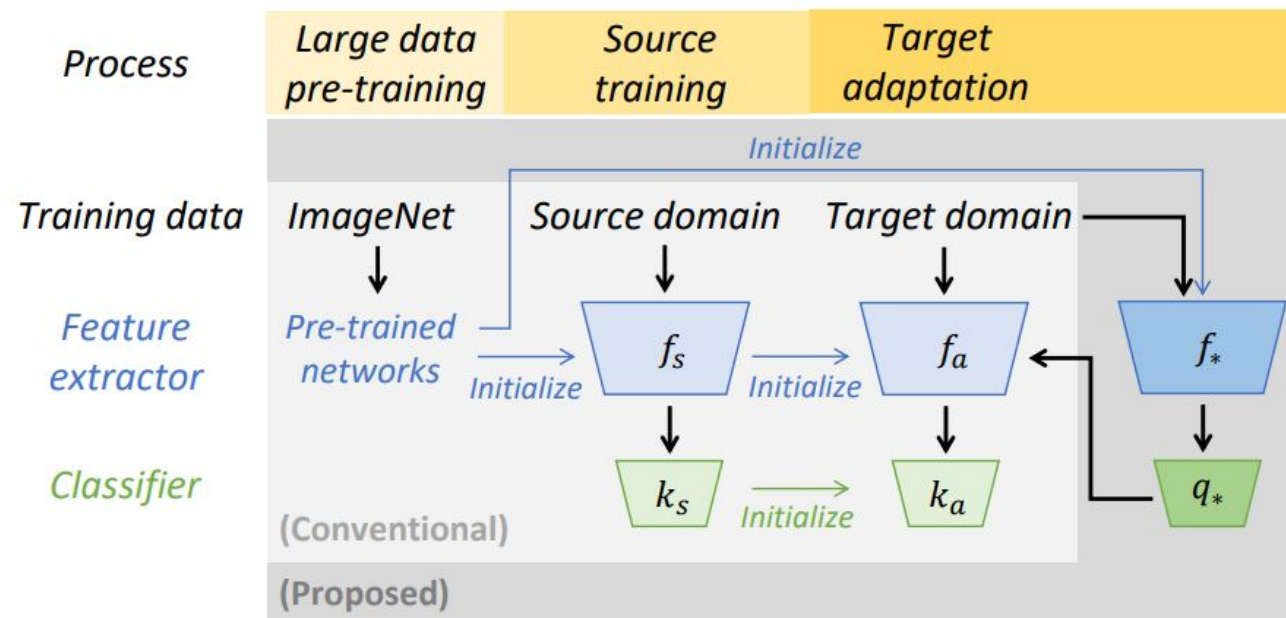 Process
Large data
pre-training
Source
training
Target
adaptation
Initialize
Training data
ImageNet
Source domain
Target domain
Feature
extractor
Pre-trained
networks
Initialize
f_s
Initialize
f_a
f_*
Classifier
k_s
Initialize
k_a
q_*
(Conventional)
(Proposed)